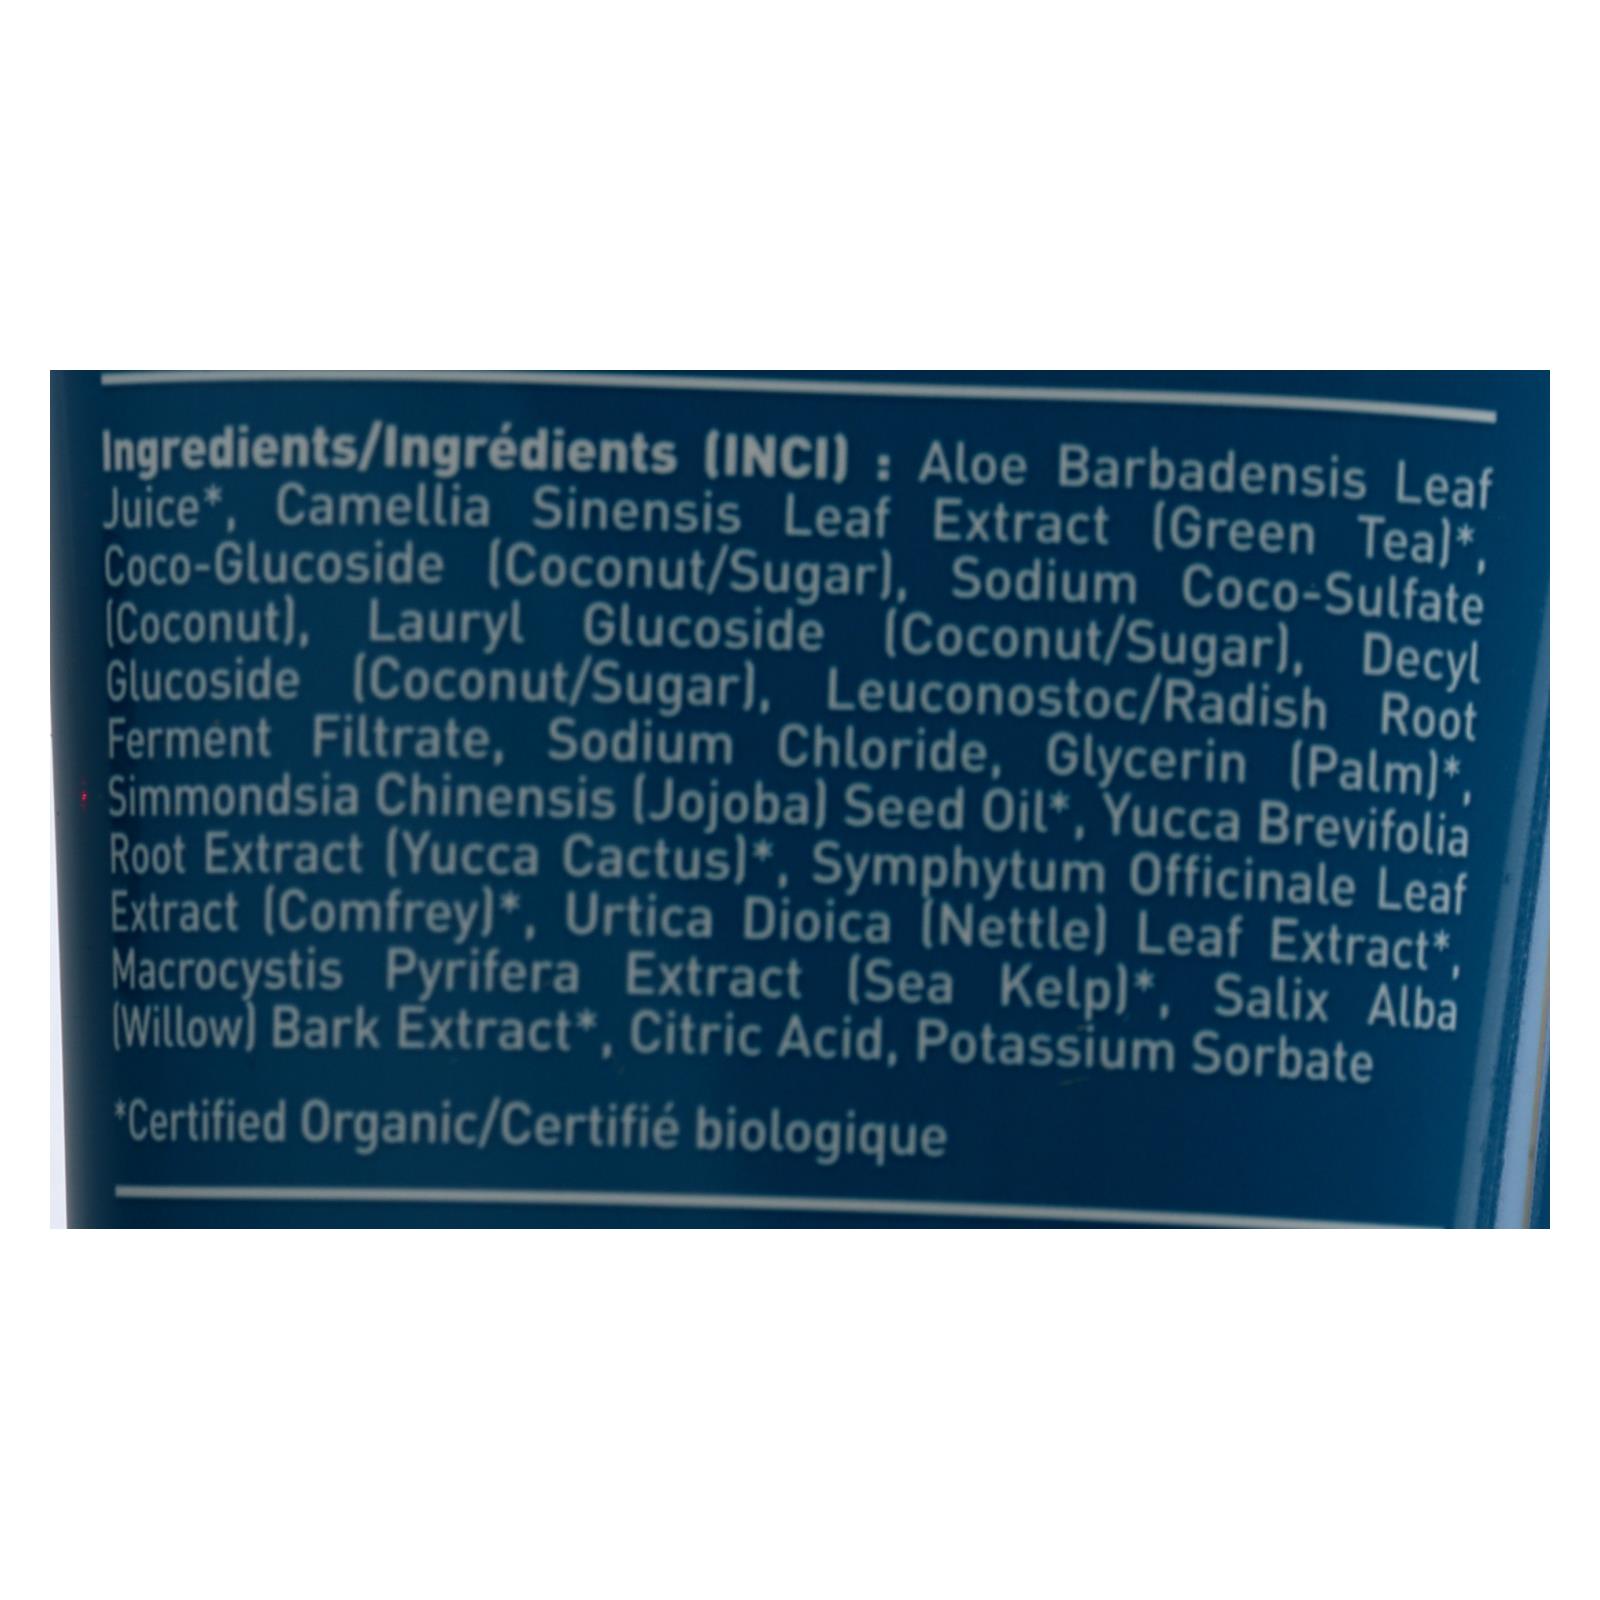 Ingredients/Ingrédients (INCI) : Aloe Barbadensis Leaf
Juice*, Camellia Sinensis Leaf Extract (Green Tea)*,
Coco-Glucoside (Coconut/Sugar), Sodium Coco-Sulfate
(Coconut), Lauryl Glucoside (Coconut/Sugar), Decyl
Glucoside (Coconut/Sugar), Leuconostoc/Radish Root
Ferment Filtrate, Sodium Chloride, Glycerin (Palm)*,
Simmondsia Chinensis (Jojoba) Seed Oil*, Yucca Brevifolia
Root Extract (Yucca Cactus)*, Symphytum Officinale Leaf
Extract (Comfrey)*, Urtica Dioica (Nettle) Leaf Extract*,
Macrocystis Pyrifera Extract (Sea Kelp)*, Salix Alba
(Willow) Bark Extract*, Citric Acid, Potassium Sorbate
*Certified Organic/Certifié biologique